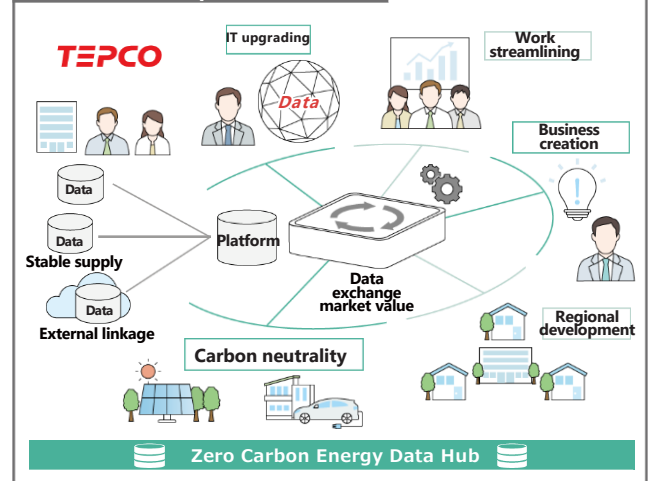 TEPCO
IT upgrading
Data
Work
streamlining
Business
creation
Data
Data
Stable supply
Data
External linkage
Platform
Data
exchange
market value
Regional
development
Carbon neutrality
Zero Carbon Energy Data Hub